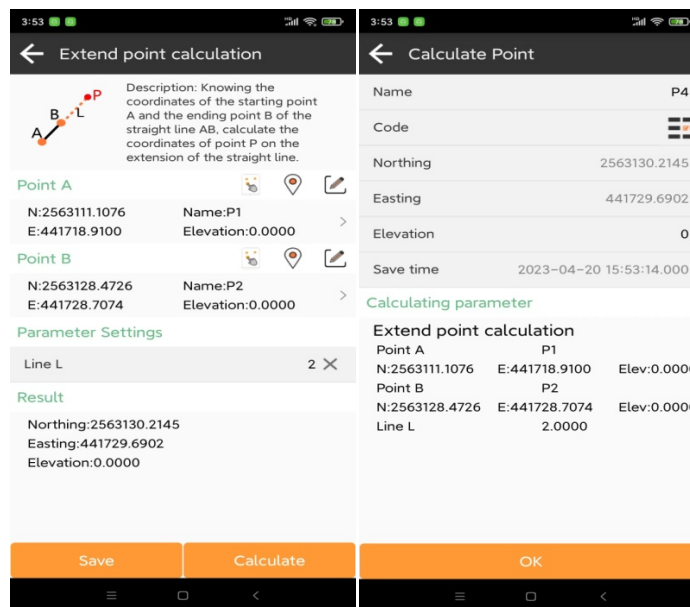 3:53
Extend point calculation
A
B
L
P
Description: Knowing the
coordinates of the starting point
A and the ending point B of the
straight line AB, calculate the
coordinates of point P on the
extension of the straight line.
Point A
N:2563111.1076 Name:P1
E:441718.9100 Elevation:0.0000
Point B
N:2563128.4726 Name:P2
E:441728.7074 Elevation:0.0000
Parameter Settings
Line L 2
Result
Northing:2563130.2145
Easting:441729.6902
Elevation:0.0000
Save Calculate
3:53
Calculate Point
Name P4
Code
Northing 2563130.2145
Easting 441729.6902
Elevation 0
Save time 2023-04-20 15:53:14.000
Calculating parameter
Extend point calculation
Point A P1
N:2563111.1076 E:441718.9100 Elev:0.000
Point B P2
N:2563128.4726 E:441728.7074 Elev:0.000
Line L 2.0000
OK